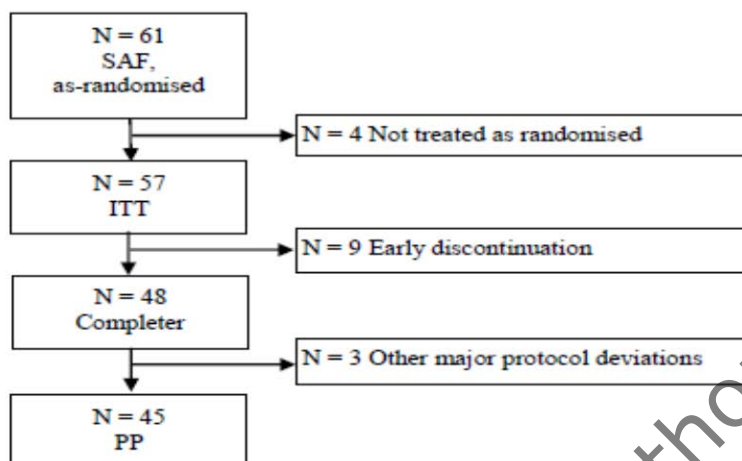 N = 61
SAF,
as-randomised
N = 4 Not treated as randomised
N = 57
ITT
N = 9 Early discontinuation
N = 48
Completer
N = 3 Other major protocol deviations
N = 45
PP